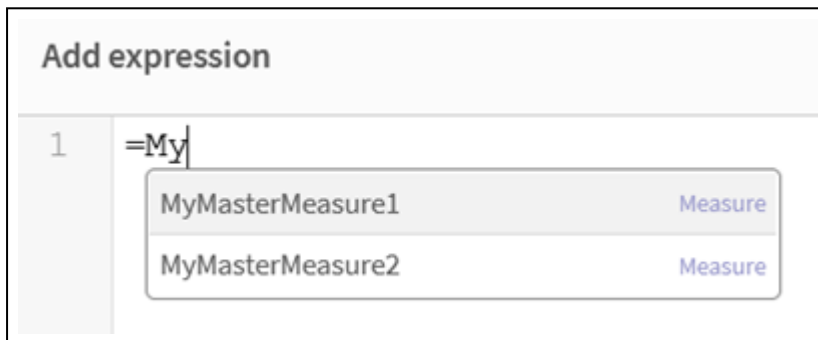 Add expression
1 =My
MyMasterMeasure1 Measure
MyMasterMeasure2 Measure